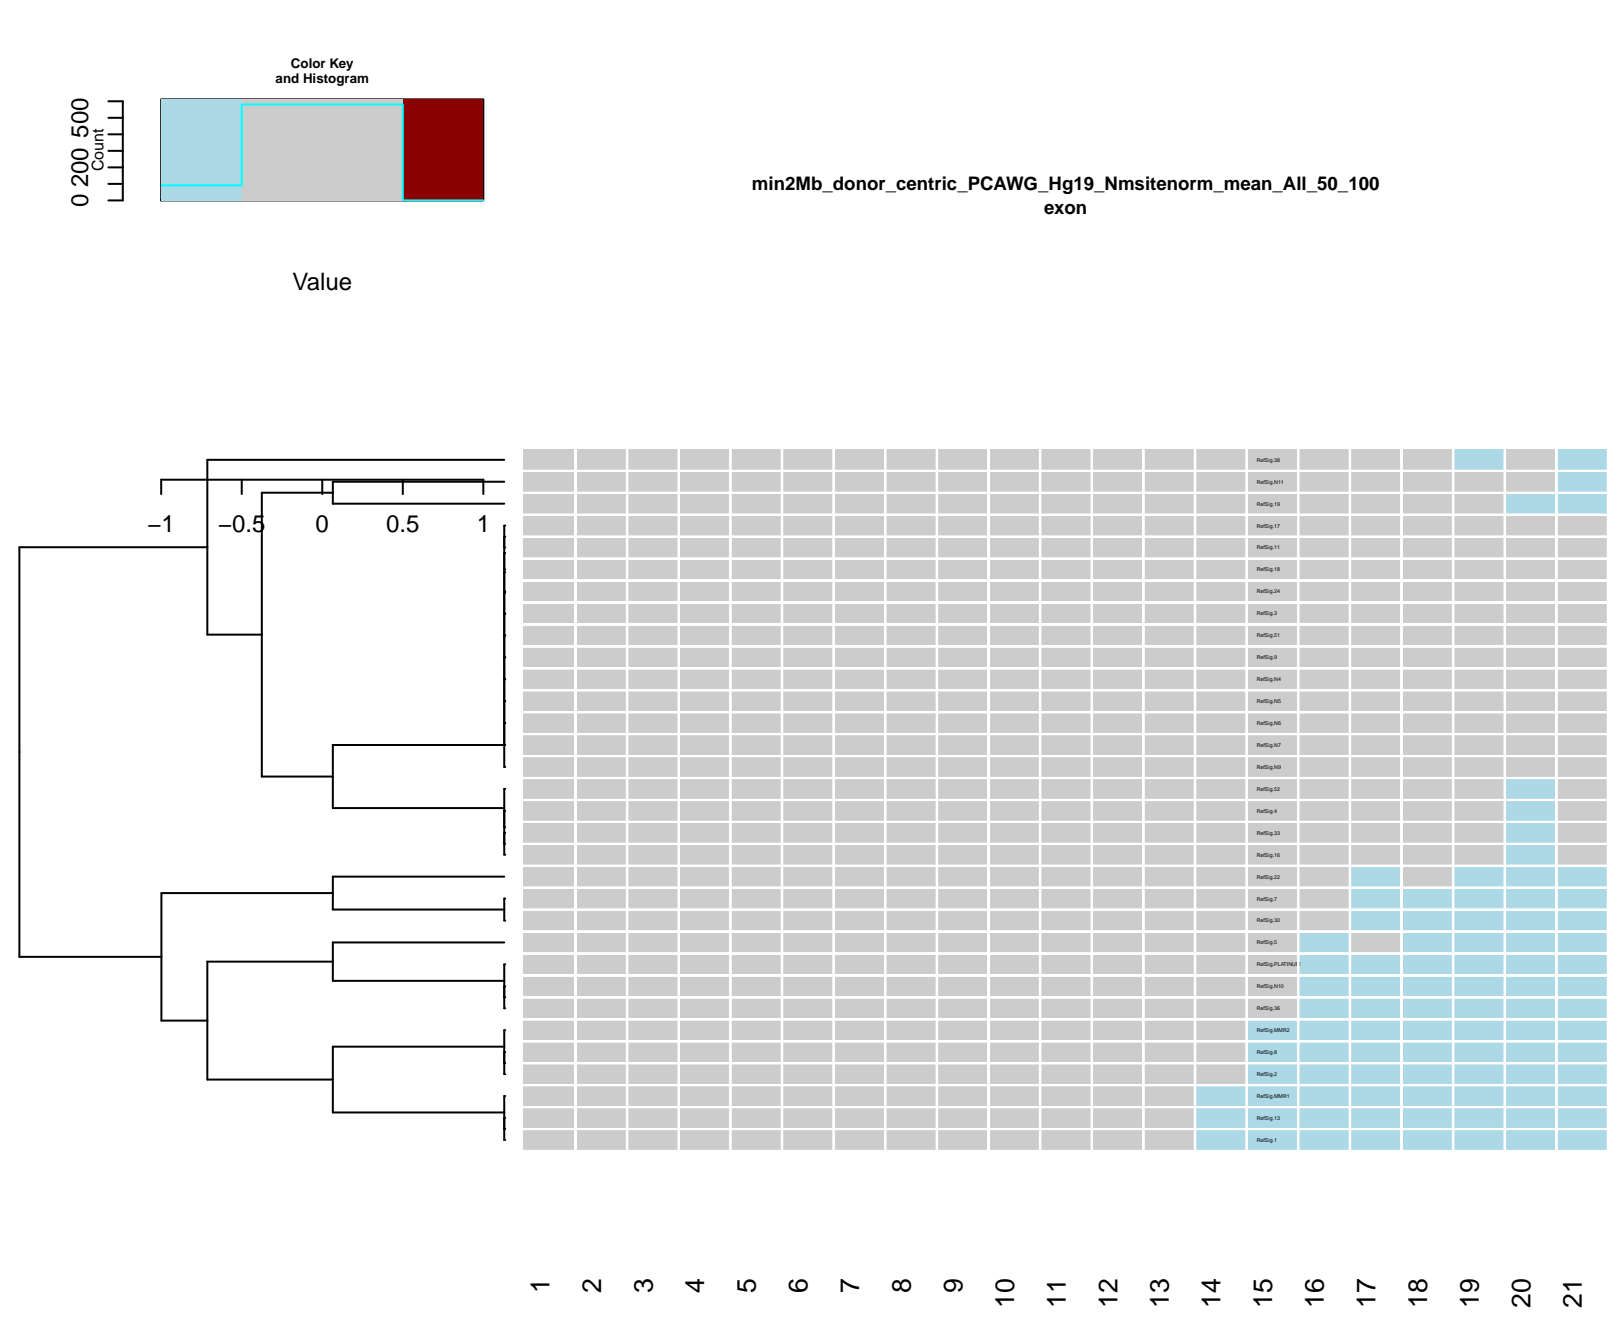 Color Key
and Histogram
0 200 500
Count
Value
min2Mb_donor_centric_PCAWG_Hg19_Nmsitenorm_mean_All_50_100
exon
−1 −0.5 0 0.5 1
RefSig.38
RefSig.N11
RefSig.19
RefSig.17
RefSig.11
RefSig.18
RefSig.24
RefSig.3
RefSig.51
RefSig.9
RefSig.N4
RefSig.N5
RefSig.N6
RefSig.N7
RefSig.N9
RefSig.52
RefSig.4
RefSig.33
RefSig.16
RefSig.22
RefSig.7
RefSig.30
RefSig.5
RefSig.PLATINUM
RefSig.N10
RefSig.36
RefSig.MMR2
RefSig.8
RefSig.2
RefSig.MMR1
RefSig.13
RefSig.1
1 2 3 4 5 6 7 8 9 10 11 12 13 14 15 16 17 18 19 20 21